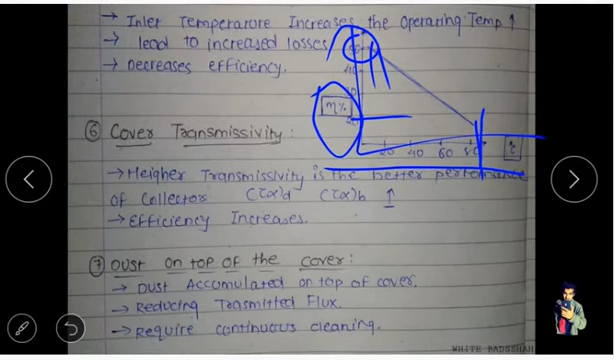 → Inlet Temperature Increases the Operating Temp ↑
→ lead to increased losses
→ Decreases efficiency.
η%
20 40 60 80
⑥ Cover Transmissivity :
→ Heigher Transmissivity is the better performance
of Collector (τα)d (τα)b ↑
→ Efficiency Increases.
⑦ Dust on top of the cover :
→ Dust Accumulated on top of cover.
→ Reducing Trasmitted Flux.
→ Require continuous cleaning.
WHITE BADSSHAH